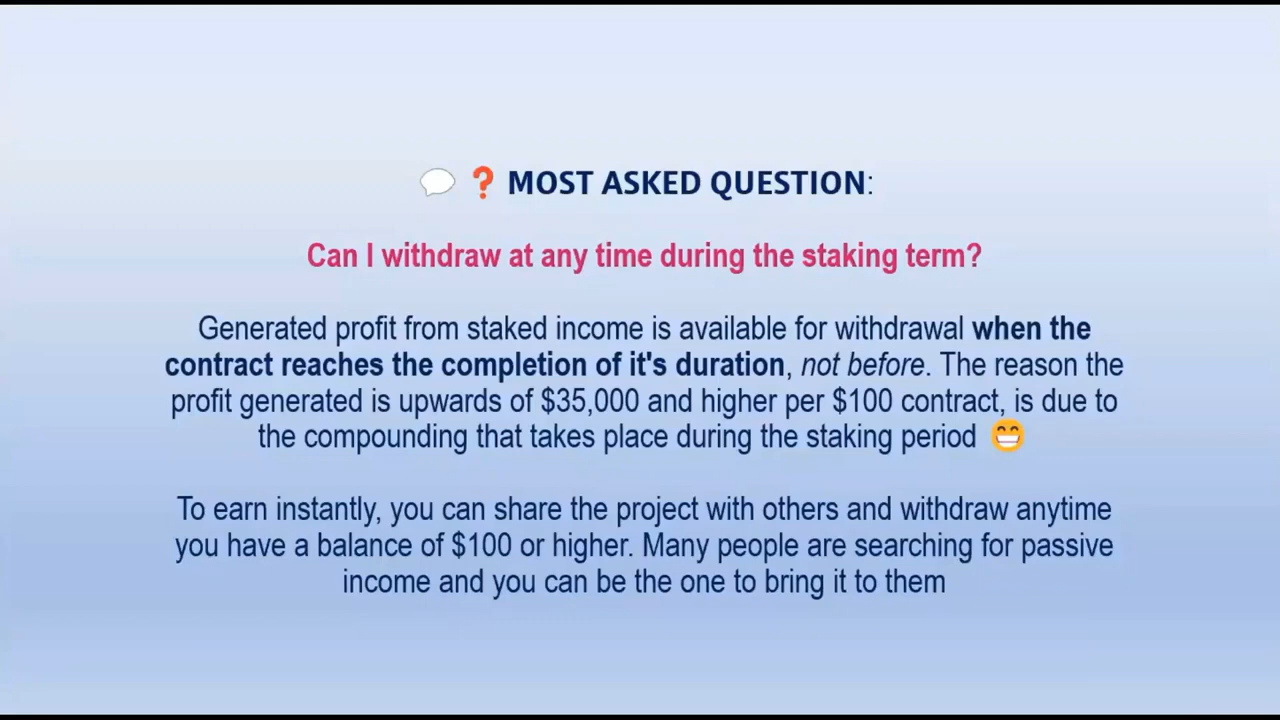 💬 ❓ MOST ASKED QUESTION:
Can I withdraw at any time during the staking term?
Generated profit from staked income is available for withdrawal when the
contract reaches the completion of it's duration, not before. The reason the
profit generated is upwards of $35,000 and higher per $100 contract, is due to
the compounding that takes place during the staking period 😁
To earn instantly, you can share the project with others and withdraw anytime
you have a balance of $100 or higher. Many people are searching for passive
income and you can be the one to bring it to them